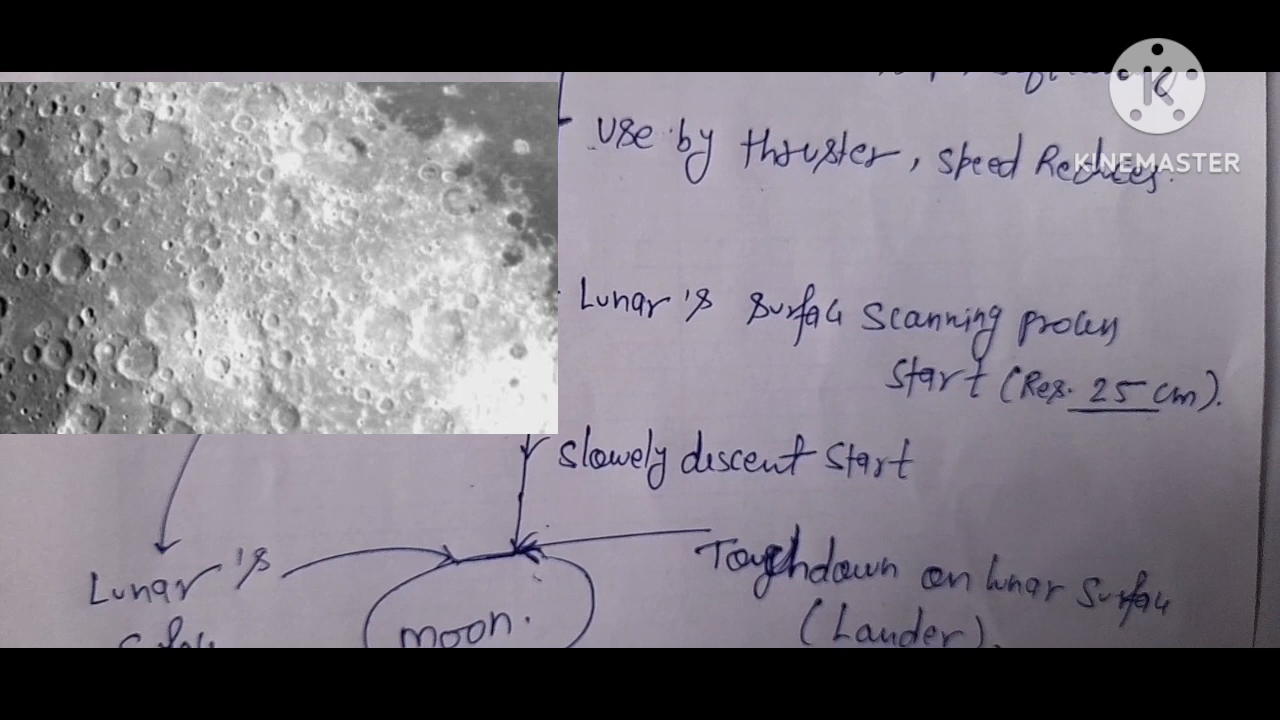 use by thruster, speed Reduces.
KINEMASTER
Lunar's surface scanning process
start (Res. 25 cm).
slowely descent start
Touchdown on lunar surface
(Lander).
Lunar's
moon.